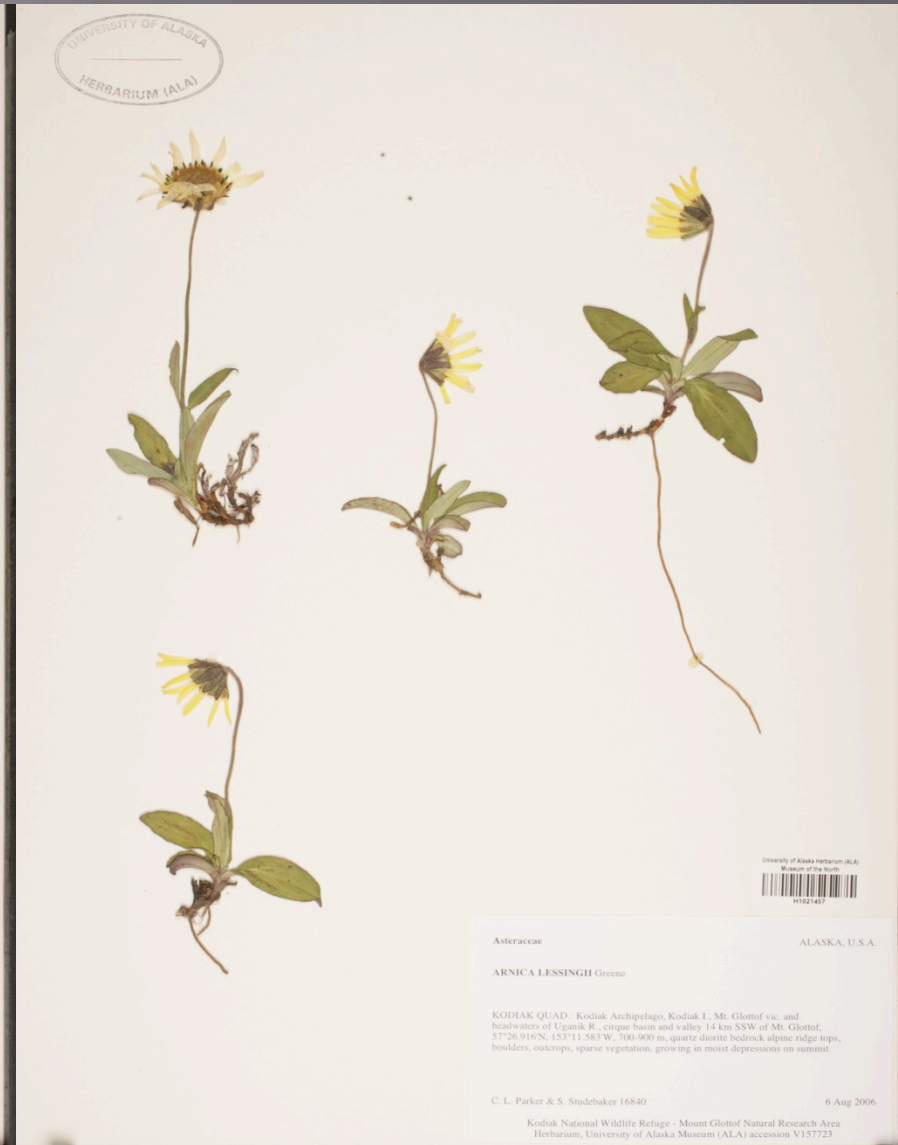 UNIVERSITY OF ALASKA
HERBARIUM (ALA)
University of Alaska Herbarium (ALA)
Museum of the North
H1021457
Asteraceae
ALASKA, U.S.A.
ARNICA LESSINGII Greene
KODIAK QUAD.: Kodiak Archipelago, Kodiak I., Mt. Glottof vic. and
headwaters of Uganik R., cirque basin and valley 14 km SSW of Mt. Glottof,
57°26.916'N, 153°11.583'W, 700-900 m, quartz diorite bedrock alpine ridge tops,
boulders, outcrops, sparse vegetation, growing in moist depressions on summit.
C. L. Parker & S. Studebaker 16840
6 Aug 2006
Kodiak National Wildlife Refuge - Mount Glottof Natural Research Area
Herbarium, University of Alaska Museum (ALA) accession V157723